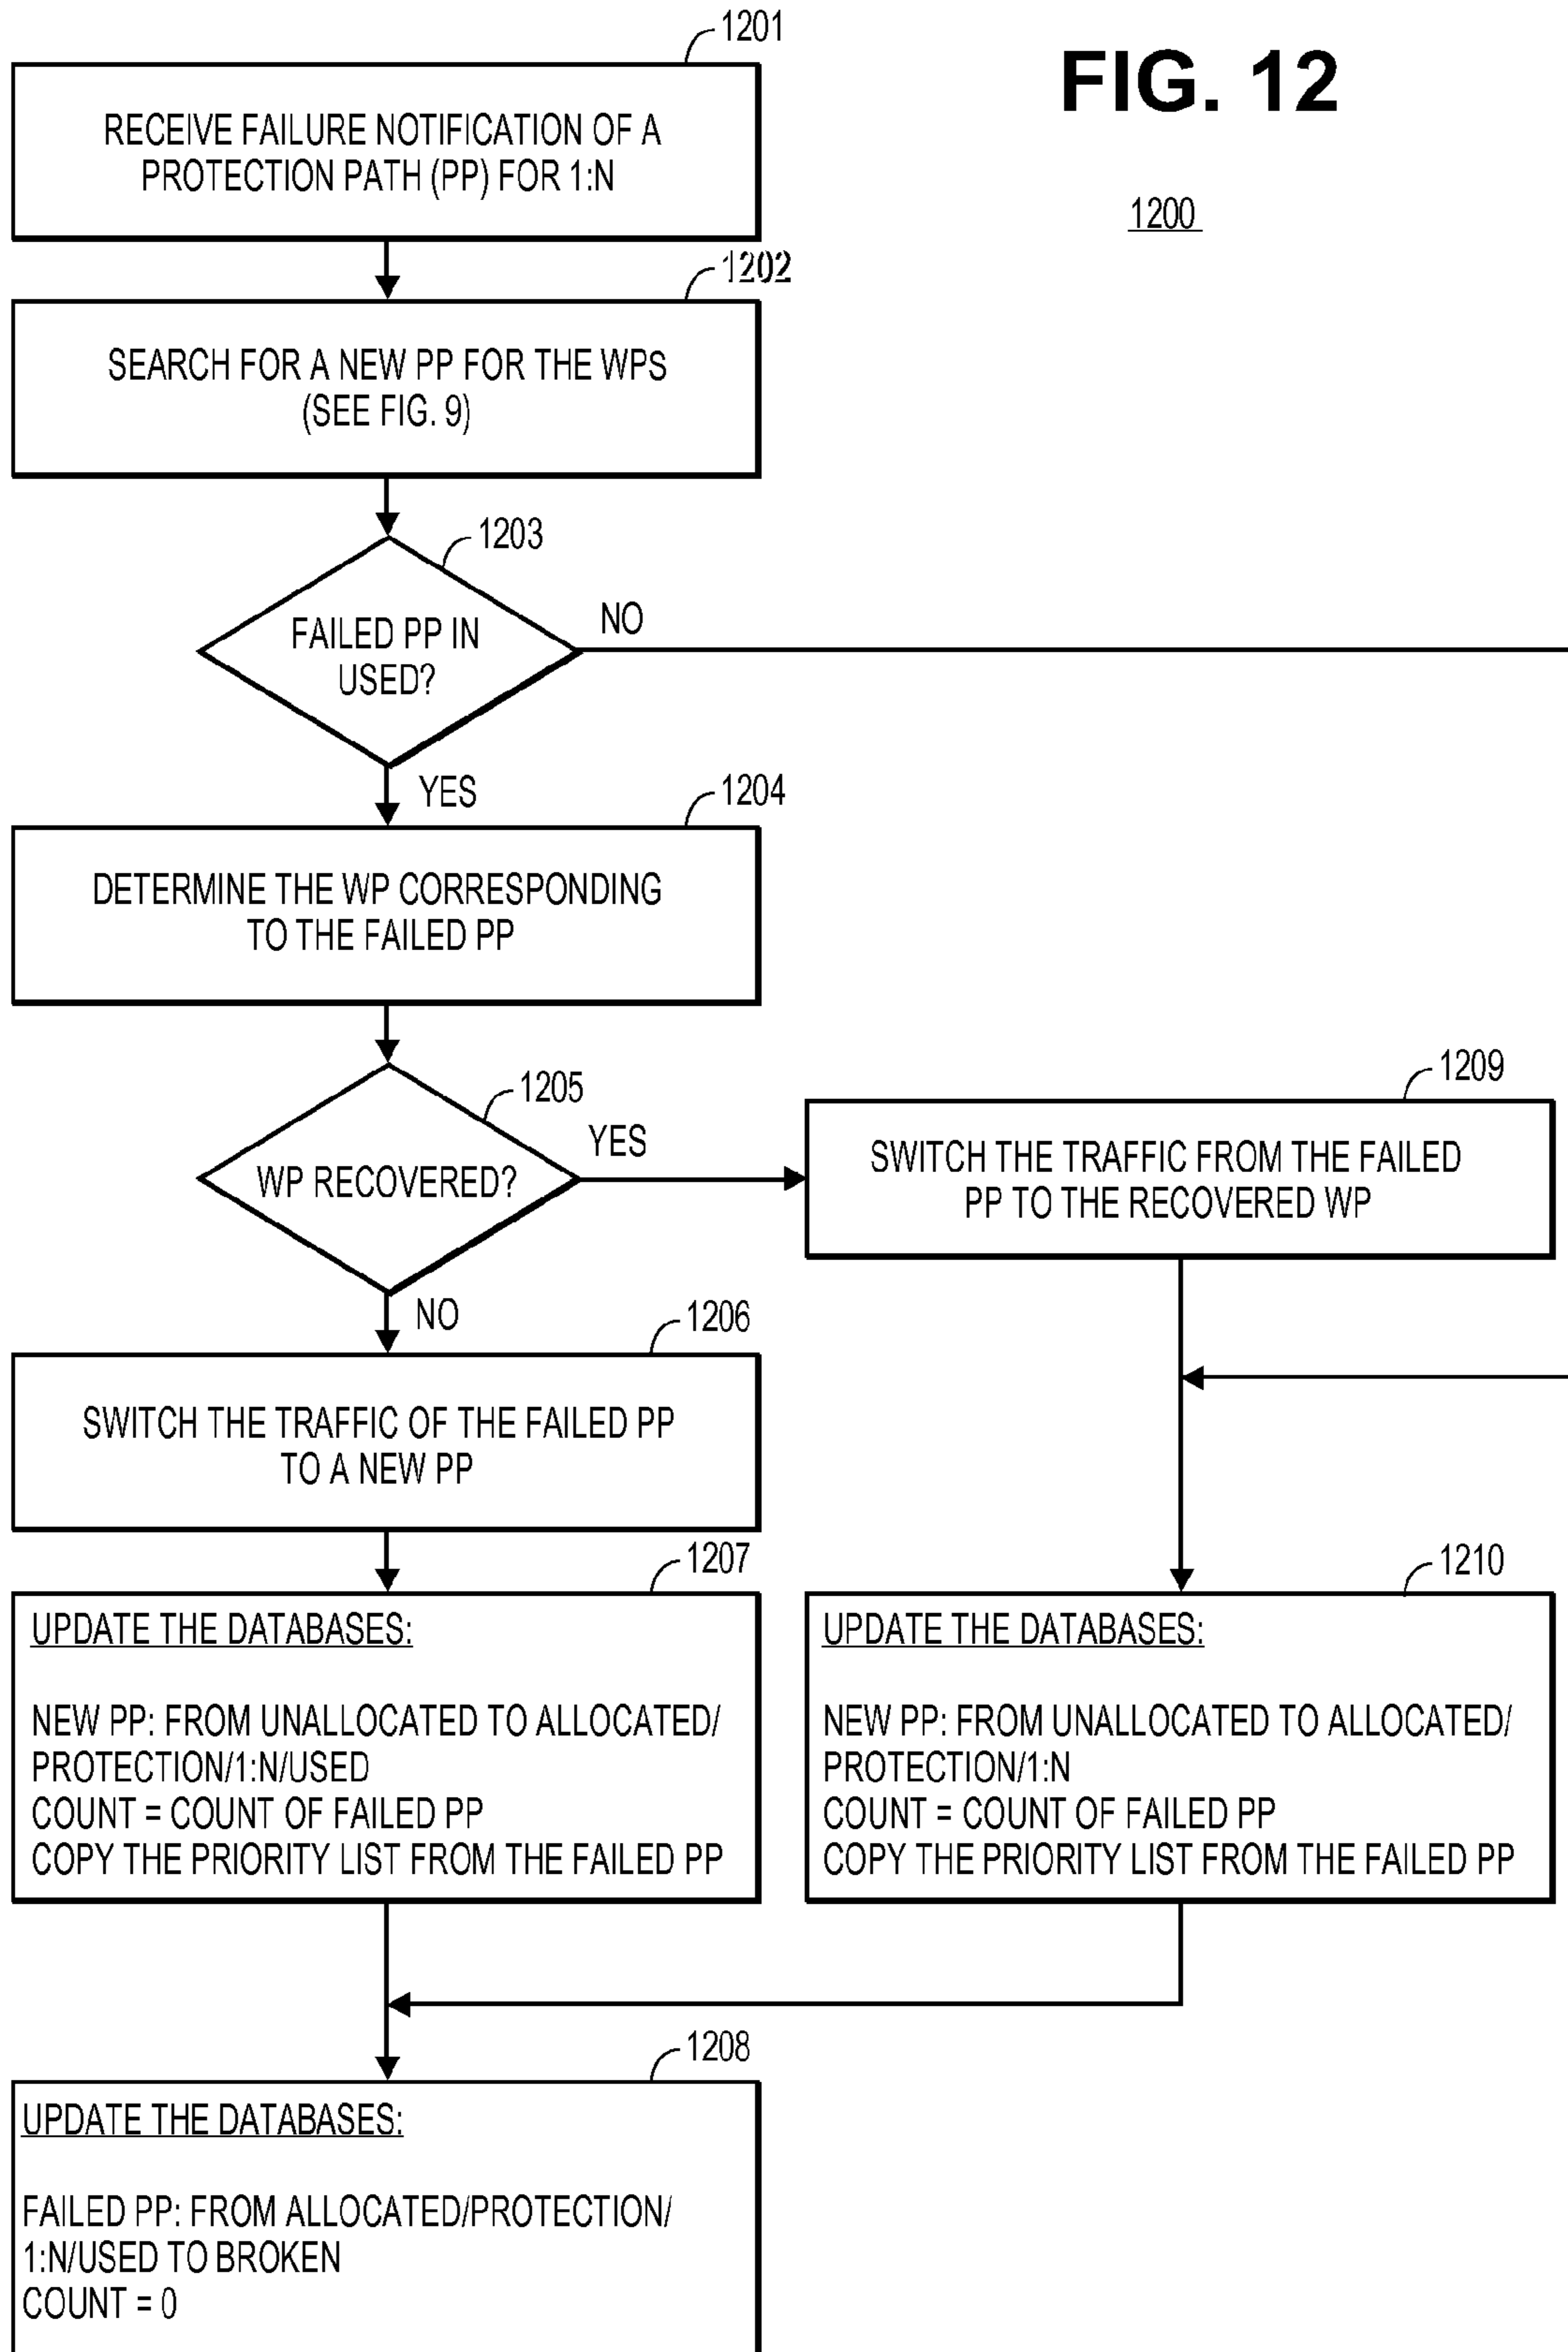 FIG. 12
1200
1201
RECEIVE FAILURE NOTIFICATION OF A
PROTECTION PATH (PP) FOR 1:N
1202
SEARCH FOR A NEW PP FOR THE WPS
(SEE FIG. 9)
1203
FAILED PP IN
USED?
NO
YES
1204
DETERMINE THE WP CORRESPONDING
TO THE FAILED PP
1205
WP RECOVERED?
YES
NO
1209
SWITCH THE TRAFFIC FROM THE FAILED
PP TO THE RECOVERED WP
1206
SWITCH THE TRAFFIC OF THE FAILED PP
TO A NEW PP
1207
UPDATE THE DATABASES:
NEW PP: FROM UNALLOCATED TO ALLOCATED/
PROTECTION/1:N/USED
COUNT = COUNT OF FAILED PP
COPY THE PRIORITY LIST FROM THE FAILED PP
1210
UPDATE THE DATABASES:
NEW PP: FROM UNALLOCATED TO ALLOCATED/
PROTECTION/1:N
COUNT = COUNT OF FAILED PP
COPY THE PRIORITY LIST FROM THE FAILED PP
1208
UPDATE THE DATABASES:
FAILED PP: FROM ALLOCATED/PROTECTION/
1:N/USED TO BROKEN
COUNT = 0